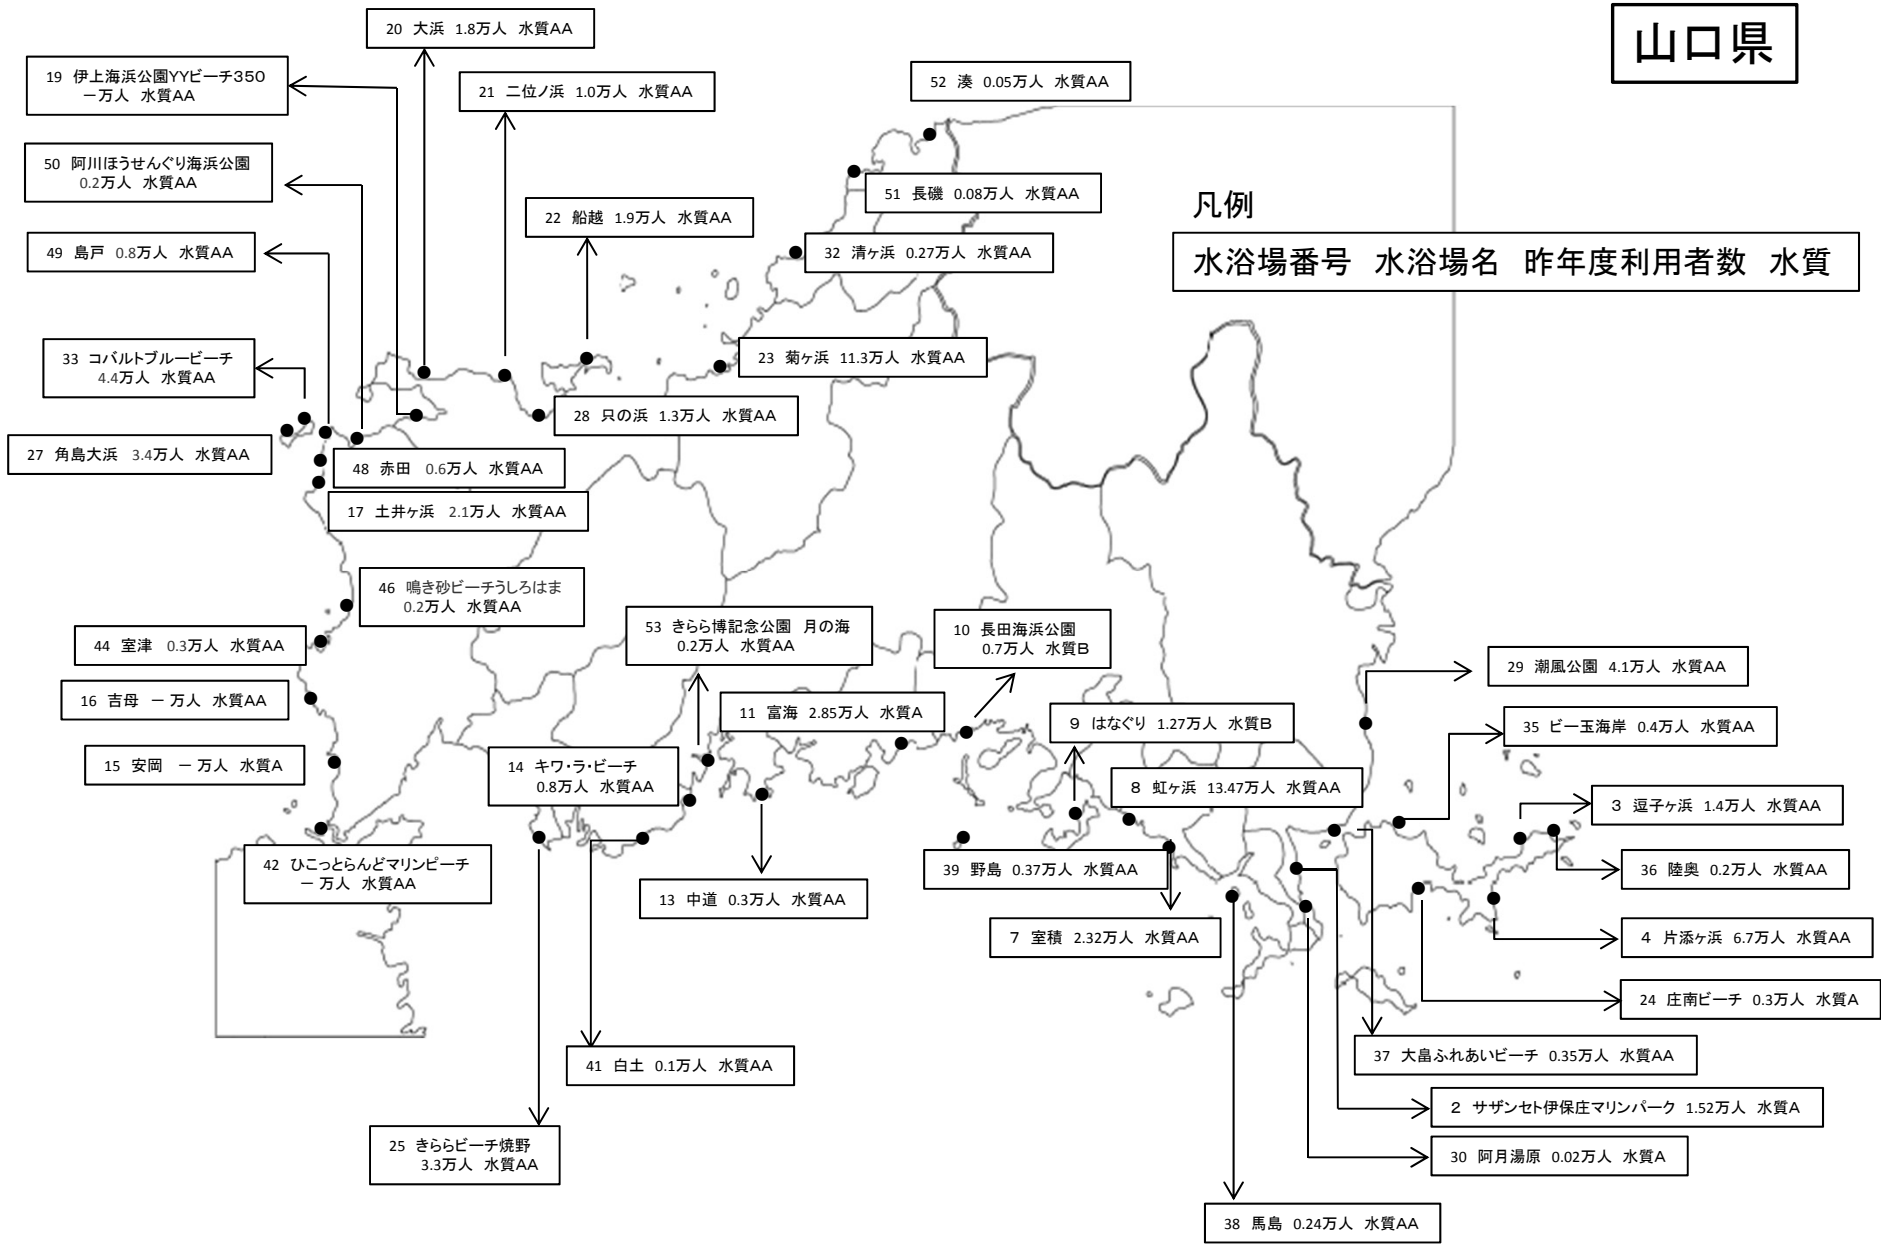 山口県
20 大浜 1.8万人 水質AA
19 伊上海浜公園YYビーチ350
－万人 水質AA
21 二位ノ浜 1.0万人 水質AA
52 湊 0.05万人 水質AA
50 阿川ほうせんぐり海浜公園
0.2万人 水質AA
51 長磯 0.08万人 水質AA
凡例
22 船越 1.9万人 水質AA
49 島戸 0.8万人 水質AA
32 清ヶ浜 0.27万人 水質AA
水浴場番号 水浴場名 昨年度利用者数 水質
33 コバルトブルービーチ
4.4万人 水質AA
23 菊ヶ浜 11.3万人 水質AA
28 只の浜 1.3万人 水質AA
27 角島大浜 3.4万人 水質AA
48 赤田 0.6万人 水質AA
17 土井ヶ浜 2.1万人 水質AA
46 鳴き砂ビーチうしろはま
0.2万人 水質AA
53 きらら博記念公園 月の海
0.2万人 水質AA
10 長田海浜公園
0.7万人 水質B
44 室津 0.3万人 水質AA
29 潮風公園 4.1万人 水質AA
16 吉母 － 万人 水質AA
11 富海 2.85万人 水質A
9 はなぐり 1.27万人 水質B
35 ビー玉海岸 0.4万人 水質AA
15 安岡 － 万人 水質A
14 キワ・ラ・ビーチ
0.8万人 水質AA
8 虹ヶ浜 13.47万人 水質AA
3 逗子ヶ浜 1.4万人 水質AA
42 ひこっとらんどマリンビーチ
－ 万人 水質AA
39 野島 0.37万人 水質AA
36 陸奥 0.2万人 水質AA
13 中道 0.3万人 水質AA
7 室積 2.32万人 水質AA
4 片添ヶ浜 6.7万人 水質AA
24 庄南ビーチ 0.3万人 水質A
37 大畠ふれあいビーチ 0.35万人 水質AA
41 白土 0.1万人 水質AA
2 サザンセト伊保庄マリンパーク 1.52万人 水質A
25 きららビーチ焼野
3.3万人 水質AA
30 阿月湯原 0.02万人 水質A
38 馬島 0.24万人 水質AA